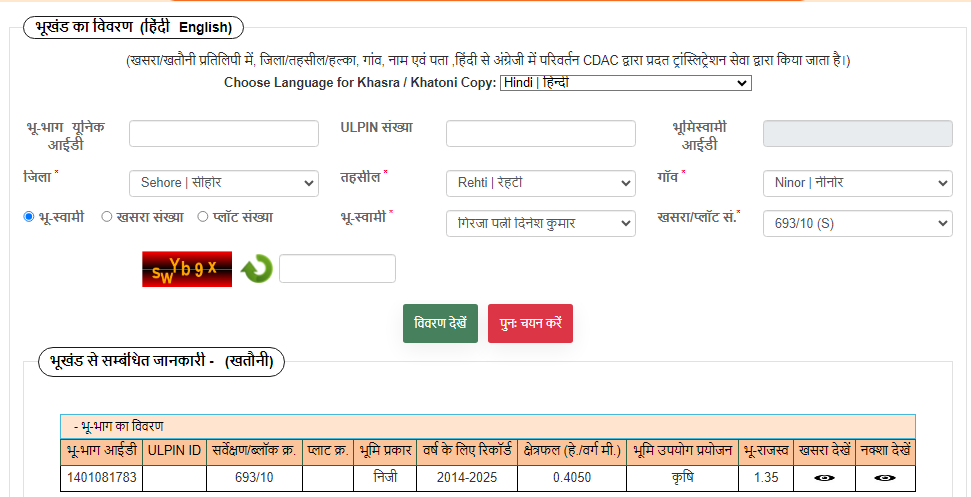 भूखंड का विवरण (हिंदी English)
(खसरा/खतौनी प्रतिलिपी में, जिला/तहसील/हल्का, गांव, नाम एवं पता ,हिंदी से अंग्रेजी में परिवर्तन CDAC द्वारा प्रदत ट्रांस्लिट्रेशन सेवा द्वारा किया जाता है।)
Choose Language for Khasra / Khatoni Copy: Hindi | हिन्दी
भू-भाग यूनिक आईडी ULPIN संख्या भूमिस्वामी आईडी
जिला * Sehore | सीहोर तहसील * Rehti | रेहटी गाँव * Ninor | नीनोर
भू-स्वामी खसरा संख्या प्लॉट संख्या भू-स्वामी * गिरजा पत्नी दिनेश कुमार खसरा/प्लॉट सं.* 693/10 (S)
swYb9x
विवरण देखें पुनः चयन करें
भूखंड से सम्बंधित जानकारी - (खतौनी)
- भू-भाग का विवरण
भू-भाग आईडी ULPIN ID सर्वेक्षण/ब्लॉक क्र. प्लाट क्र. भूमि प्रकार वर्ष के लिए रिकॉर्ड क्षेत्रफल (हे./वर्ग मी.) भूमि उपयोग प्रयोजन भू-राजस्व खसरा देखें नक्शा देखें
1401081783 693/10 निजी 2014-2025 0.4050 कृषि 1.35